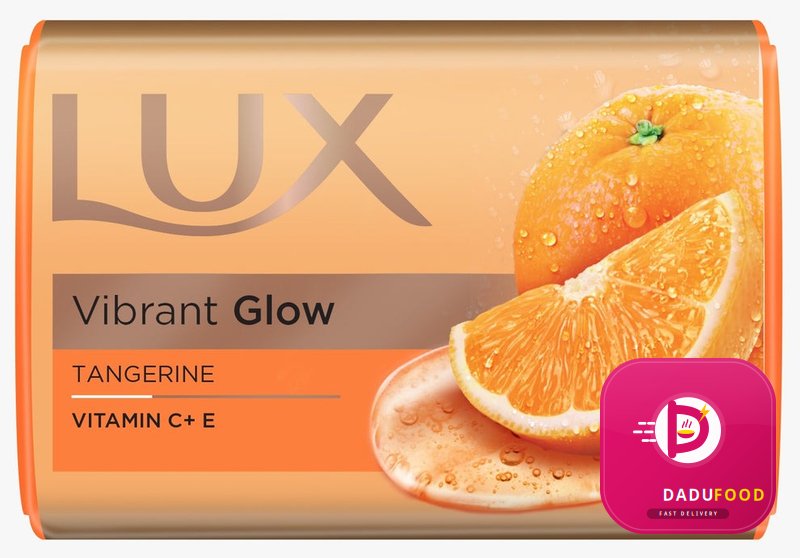 LUX
Vibrant Glow
TANGERINE
VITAMIN C+ E
DADUFOOD
FAST DELIVERY